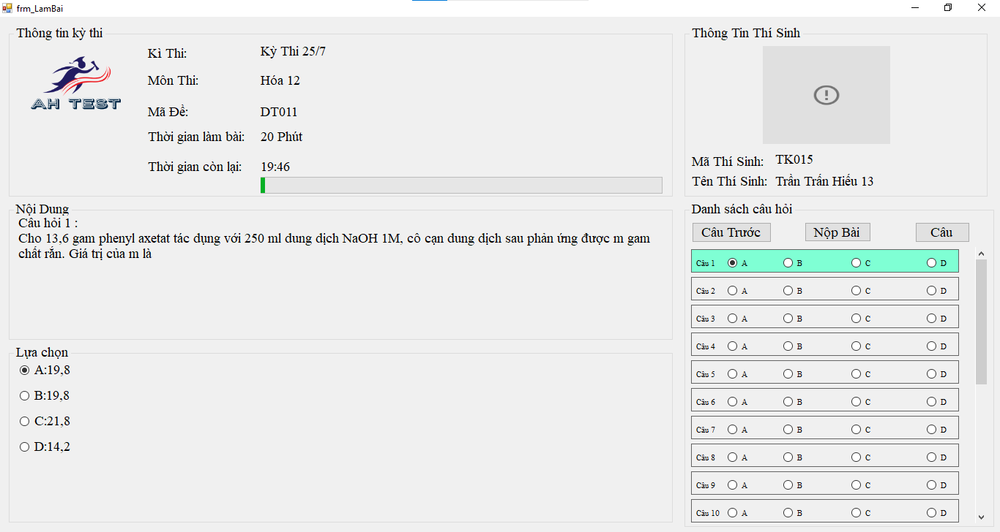 frm_LamBai
Thông tin kỳ thi
AH TEST
Kì Thi: Kỳ Thi 25/7
Môn Thi: Hóa 12
Mã Đề: DT011
Thời gian làm bài: 20 Phút
Thời gian còn lại: 19:46
Thông Tin Thí Sinh
Mã Thí Sinh: TK015
Tên Thí Sinh: Trần Trấn Hiếu 13
Nội Dung
Câu hỏi 1 :
Cho 13,6 gam phenyl axetat tác dụng với 250 ml dung dịch NaOH 1M, cô cạn dung dịch sau phản ứng được m gam
chất rắn. Giá trị của m là
Lựa chọn
A:19,8
B:19,8
C:21,8
D:14,2
Danh sách câu hỏi
Câu Trước Nộp Bài Câu
Câu 1 A B C D
Câu 2 A B C D
Câu 3 A B C D
Câu 4 A B C D
Câu 5 A B C D
Câu 6 A B C D
Câu 7 A B C D
Câu 8 A B C D
Câu 9 A B C D
Câu 10 A B C D